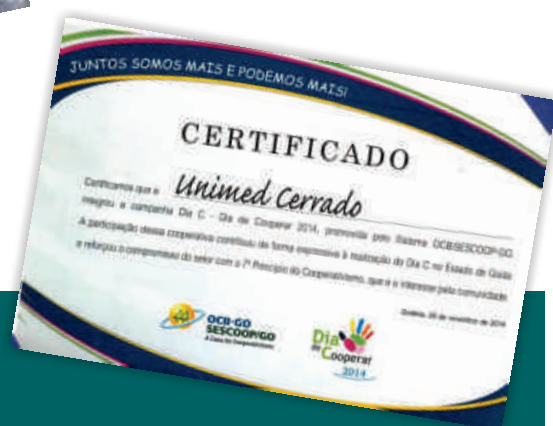 JUNTOS SOMOS MAIS E PODEMOS MAIS!
CERTIFICADO
Certificamos que a Unimed Cerrado
integrou a campanha Dia C - Dia de Cooperar 2014, promovida pelo Sistema OCB/SESCOOP-GO.
A participação dessa cooperativa contribuiu de forma expressiva à realização do Dia C no Estado de Goiás
e reforçou o compromisso do setor com o 7º Princípio do Cooperativismo, que é o interesse pela comunidade
Goiânia, de novembro de 2014
OCB-GO
SESCOOP/GO
A Casa do Cooperativismo
Dia
de Cooperar
2014